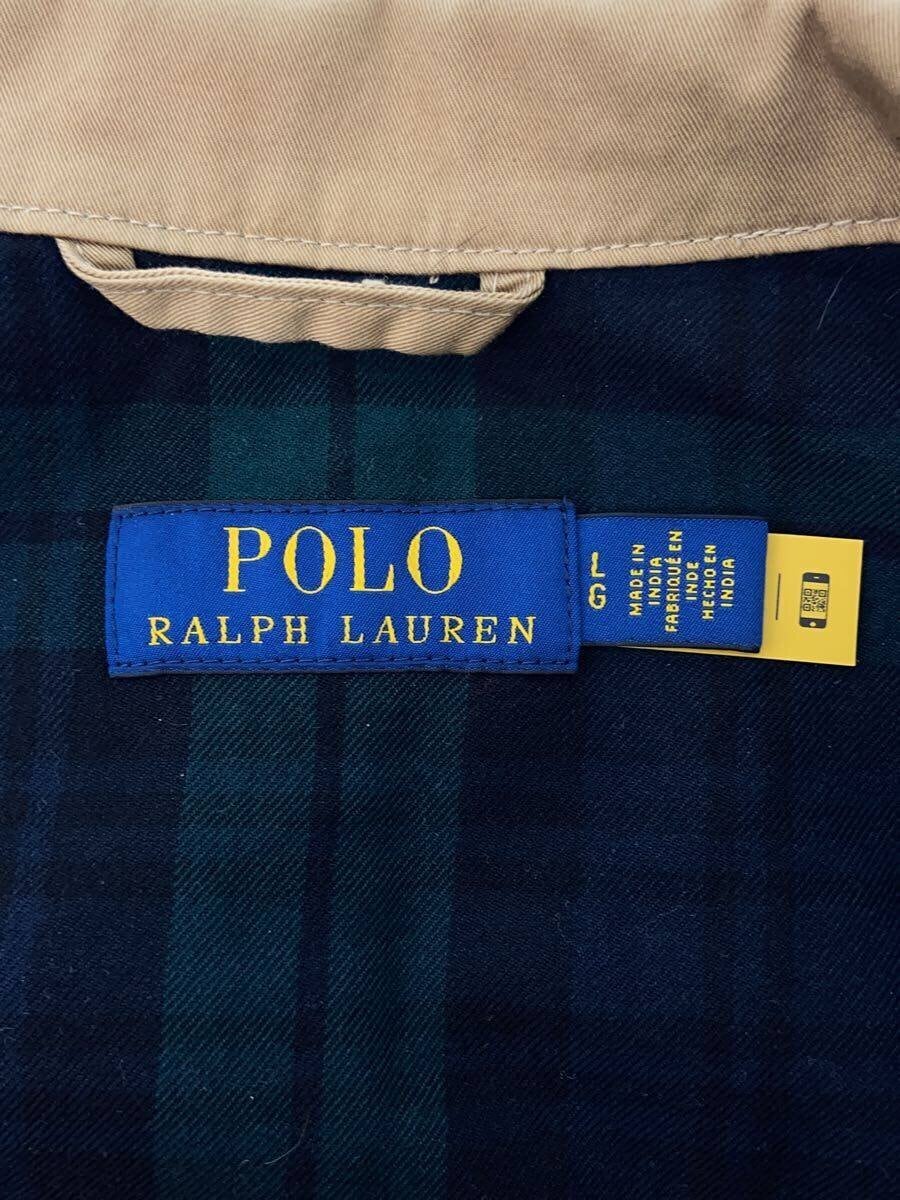 POLO
RALPH LAUREN
L
G
MADE IN
INDIA
FABRIQUÉ EN
INDE
HECHO EN
INDIA